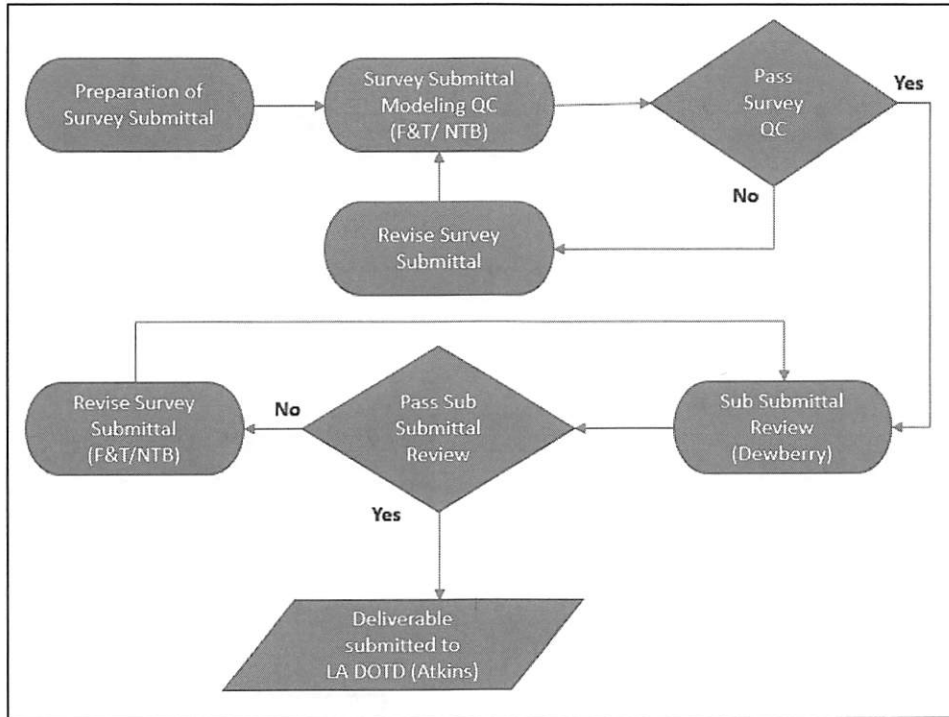 Preparation of
Survey Submittal
Survey Submittal
Modeling QC
(F&T/ NTB)
Pass
Survey
QC
Yes
No
Revise Survey
Submittal
Revise Survey
Submittal
(F&T/NTB)
No
Pass Sub
Submittal
Review
Sub Submittal
Review
(Dewberry)
Yes
Deliverable
submitted to
LA DOTD (Atkins)